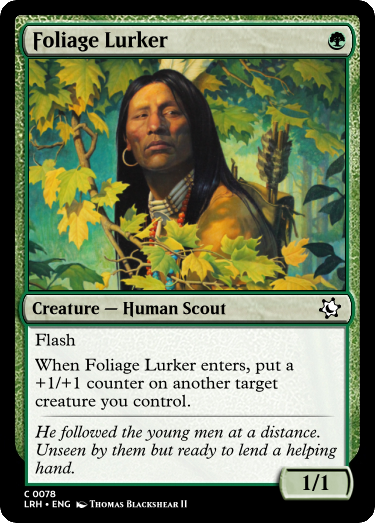 Foliage Lurker
Creature — Human Scout
Flash
When Foliage Lurker enters, put a
+1/+1 counter on another target
creature you control.
He followed the young men at a distance.
Unseen by them but ready to lend a helping
hand.
1/1
C 0078
LRH • ENG Thomas Blackshear II